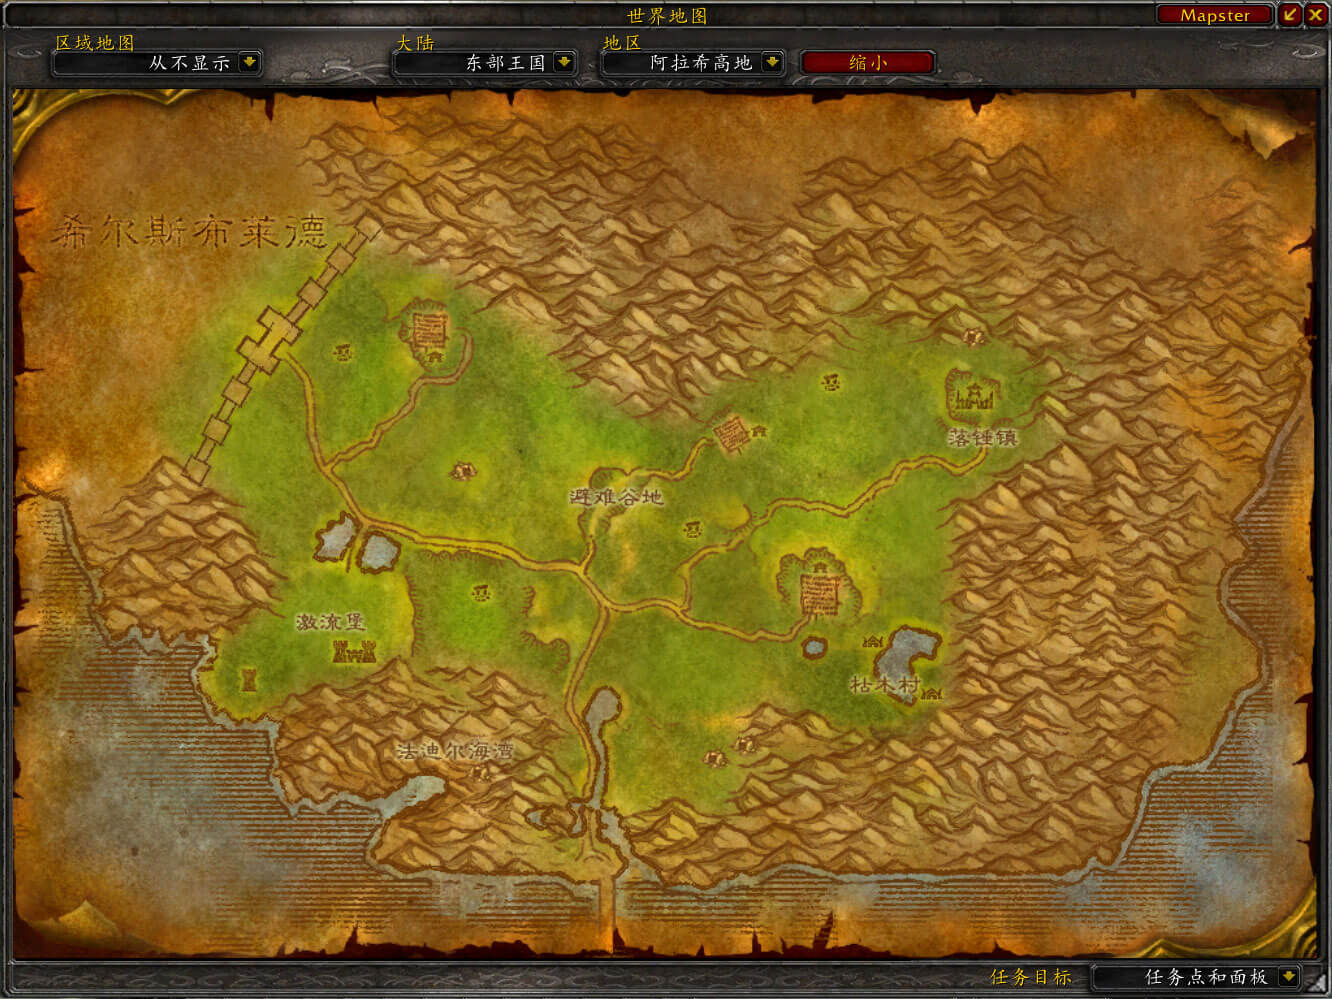 世界地图
Mapster
区域地图
大陆
地区
从不显示
东部王国
阿拉希高地
缩小
希尔斯布莱德
落锤镇
避难谷地
激流堡
枯木村
法迪尔海湾
任务目标
任务点和面板